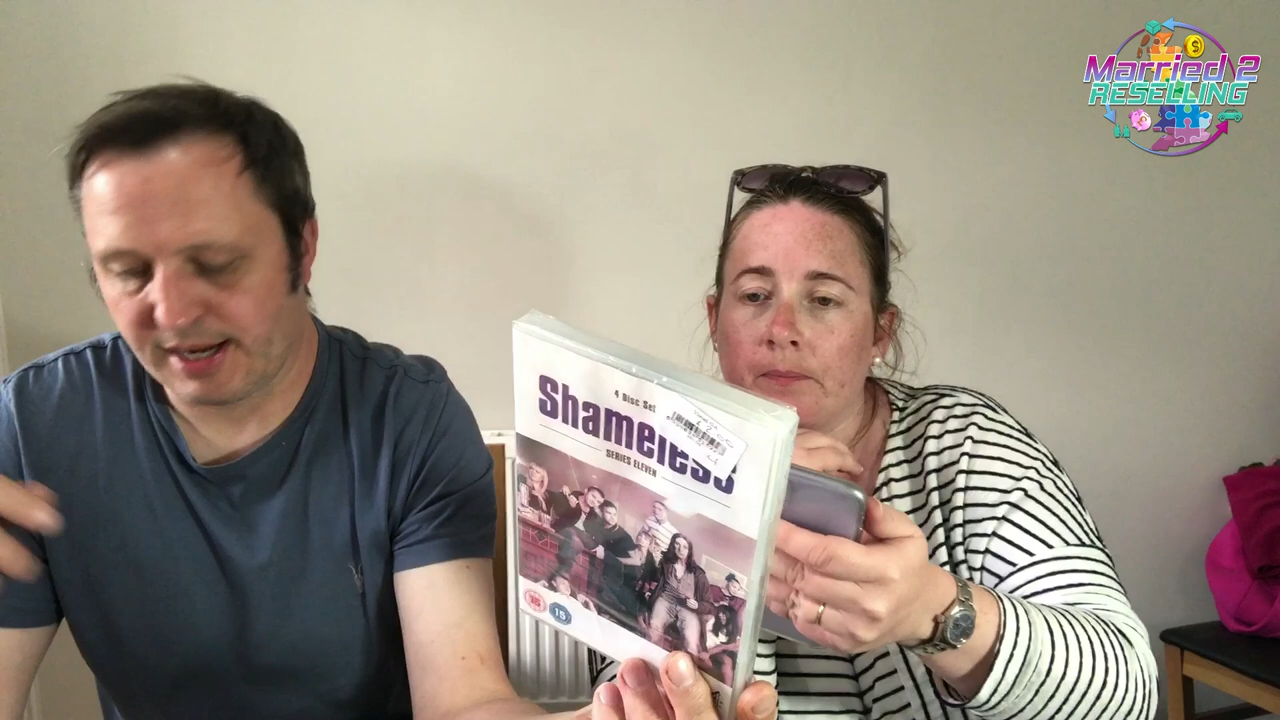 Married 2
RESELLING
4 Disc Set
Shameless
SERIES ELEVEN
15